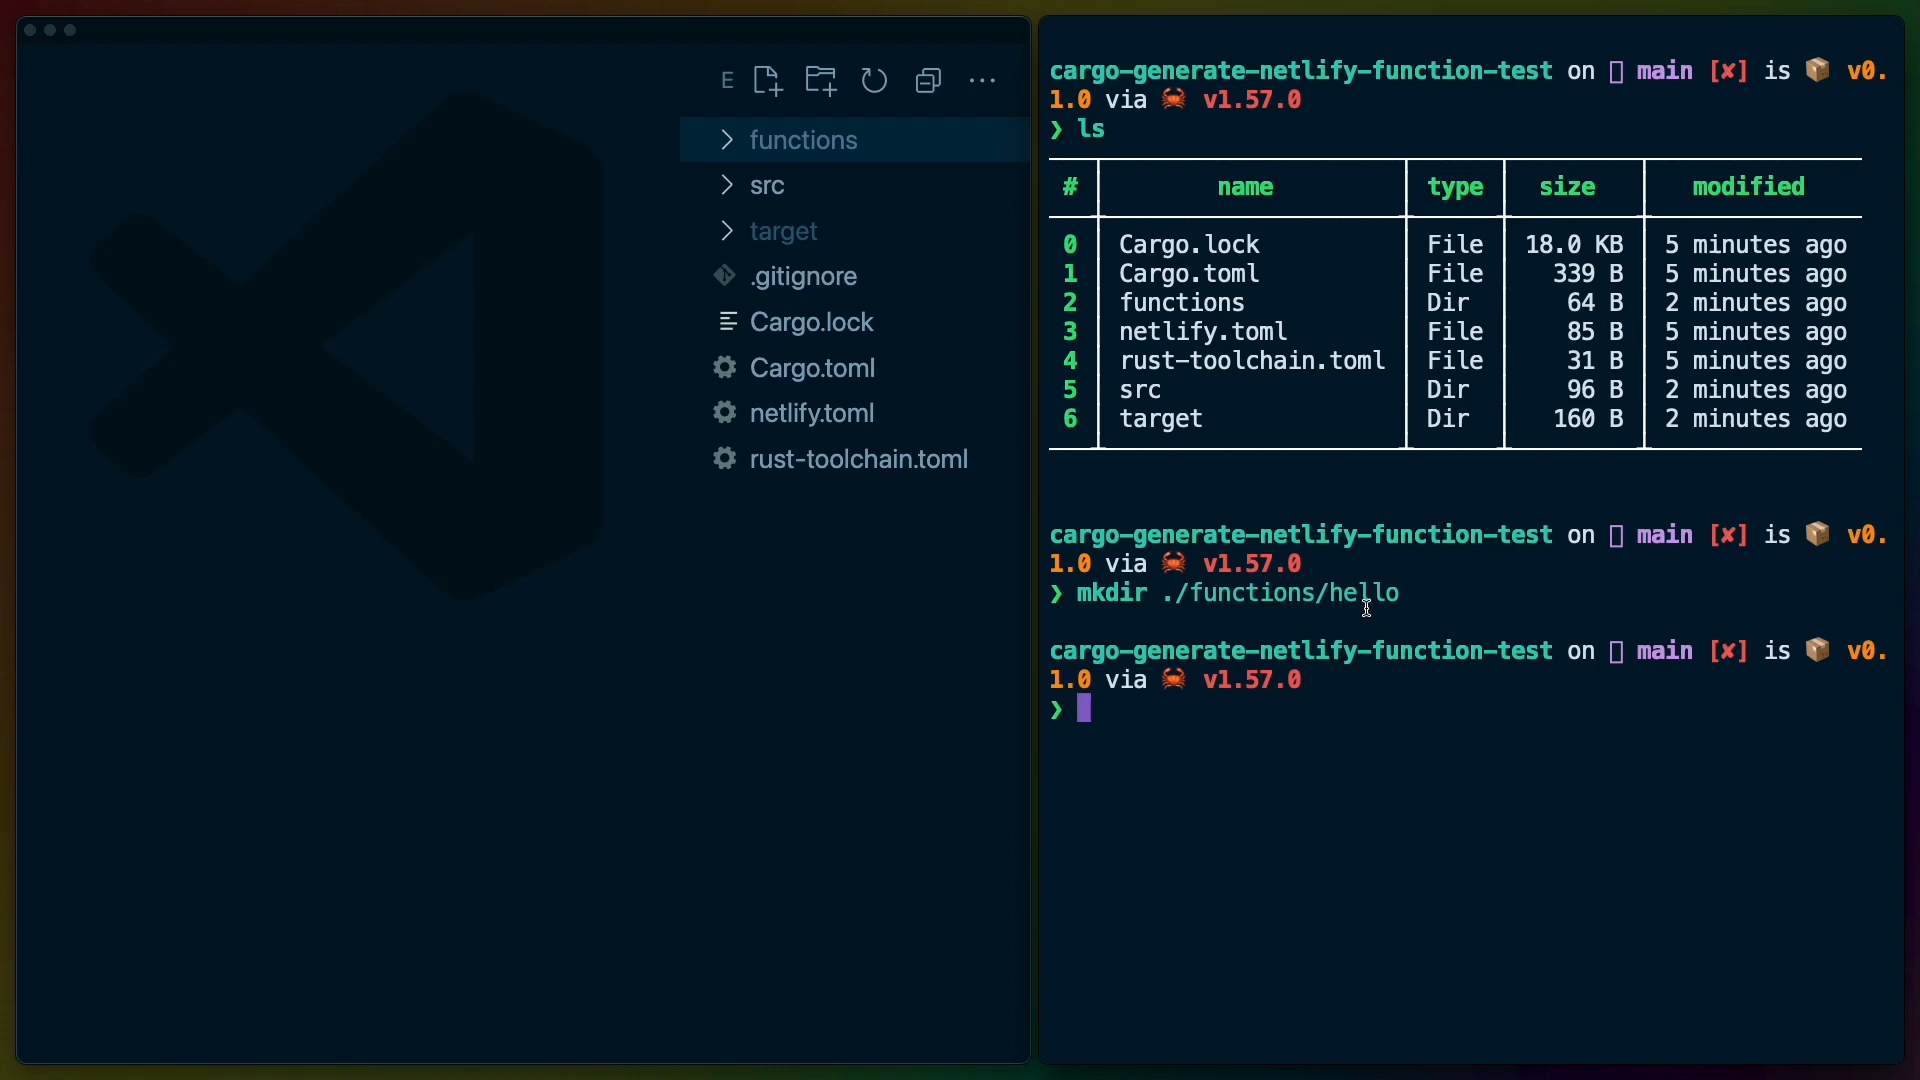 E
functions
src
target
.gitignore
Cargo.lock
Cargo.toml
netlify.toml
rust-toolchain.toml
cargo-generate-netlify-function-test on main [✘] is 📦 v0.
1.0 via 🦀 v1.57.0
❯ ls
# name type size modified
0 Cargo.lock File 18.0 KB 5 minutes ago
1 Cargo.toml File 339 B 5 minutes ago
2 functions Dir 64 B 2 minutes ago
3 netlify.toml File 85 B 5 minutes ago
4 rust-toolchain.toml File 31 B 5 minutes ago
5 src Dir 96 B 2 minutes ago
6 target Dir 160 B 2 minutes ago
cargo-generate-netlify-function-test on main [✘] is 📦 v0.
1.0 via 🦀 v1.57.0
❯ mkdir ./functions/hello
cargo-generate-netlify-function-test on main [✘] is 📦 v0.
1.0 via 🦀 v1.57.0
❯